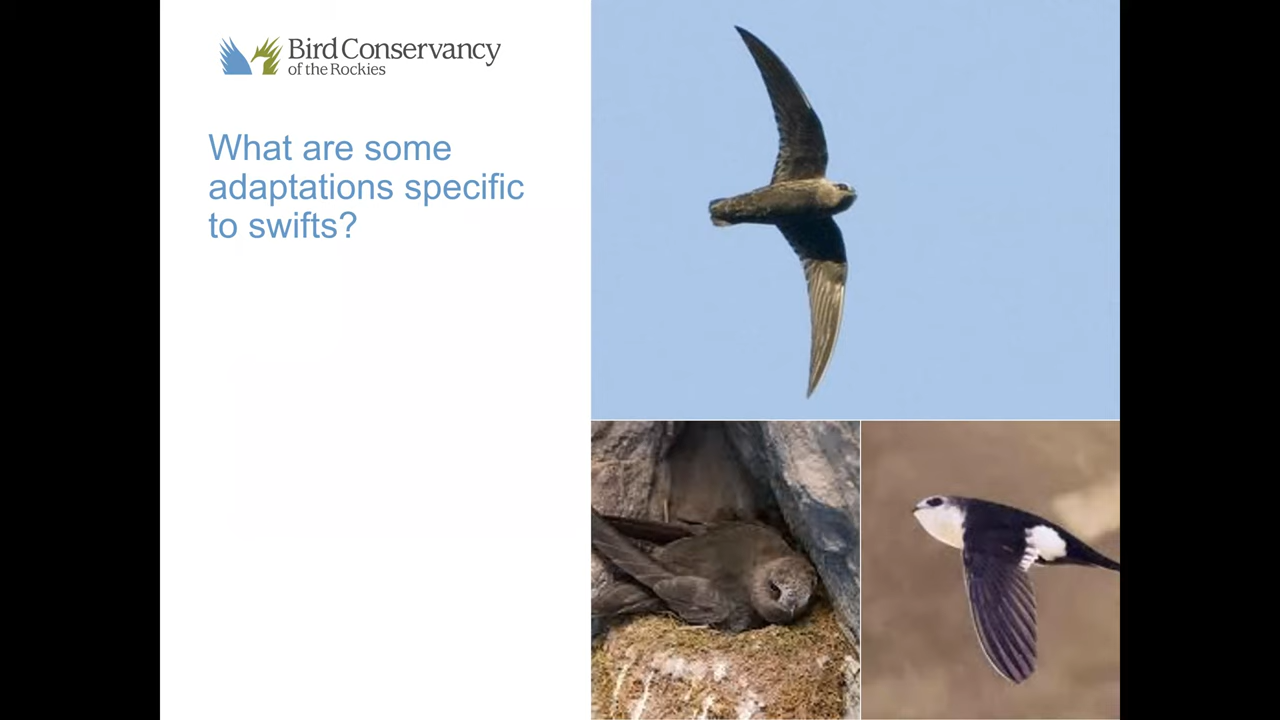 Bird Conservancy
of the Rockies
What are some
adaptations specific
to swifts?